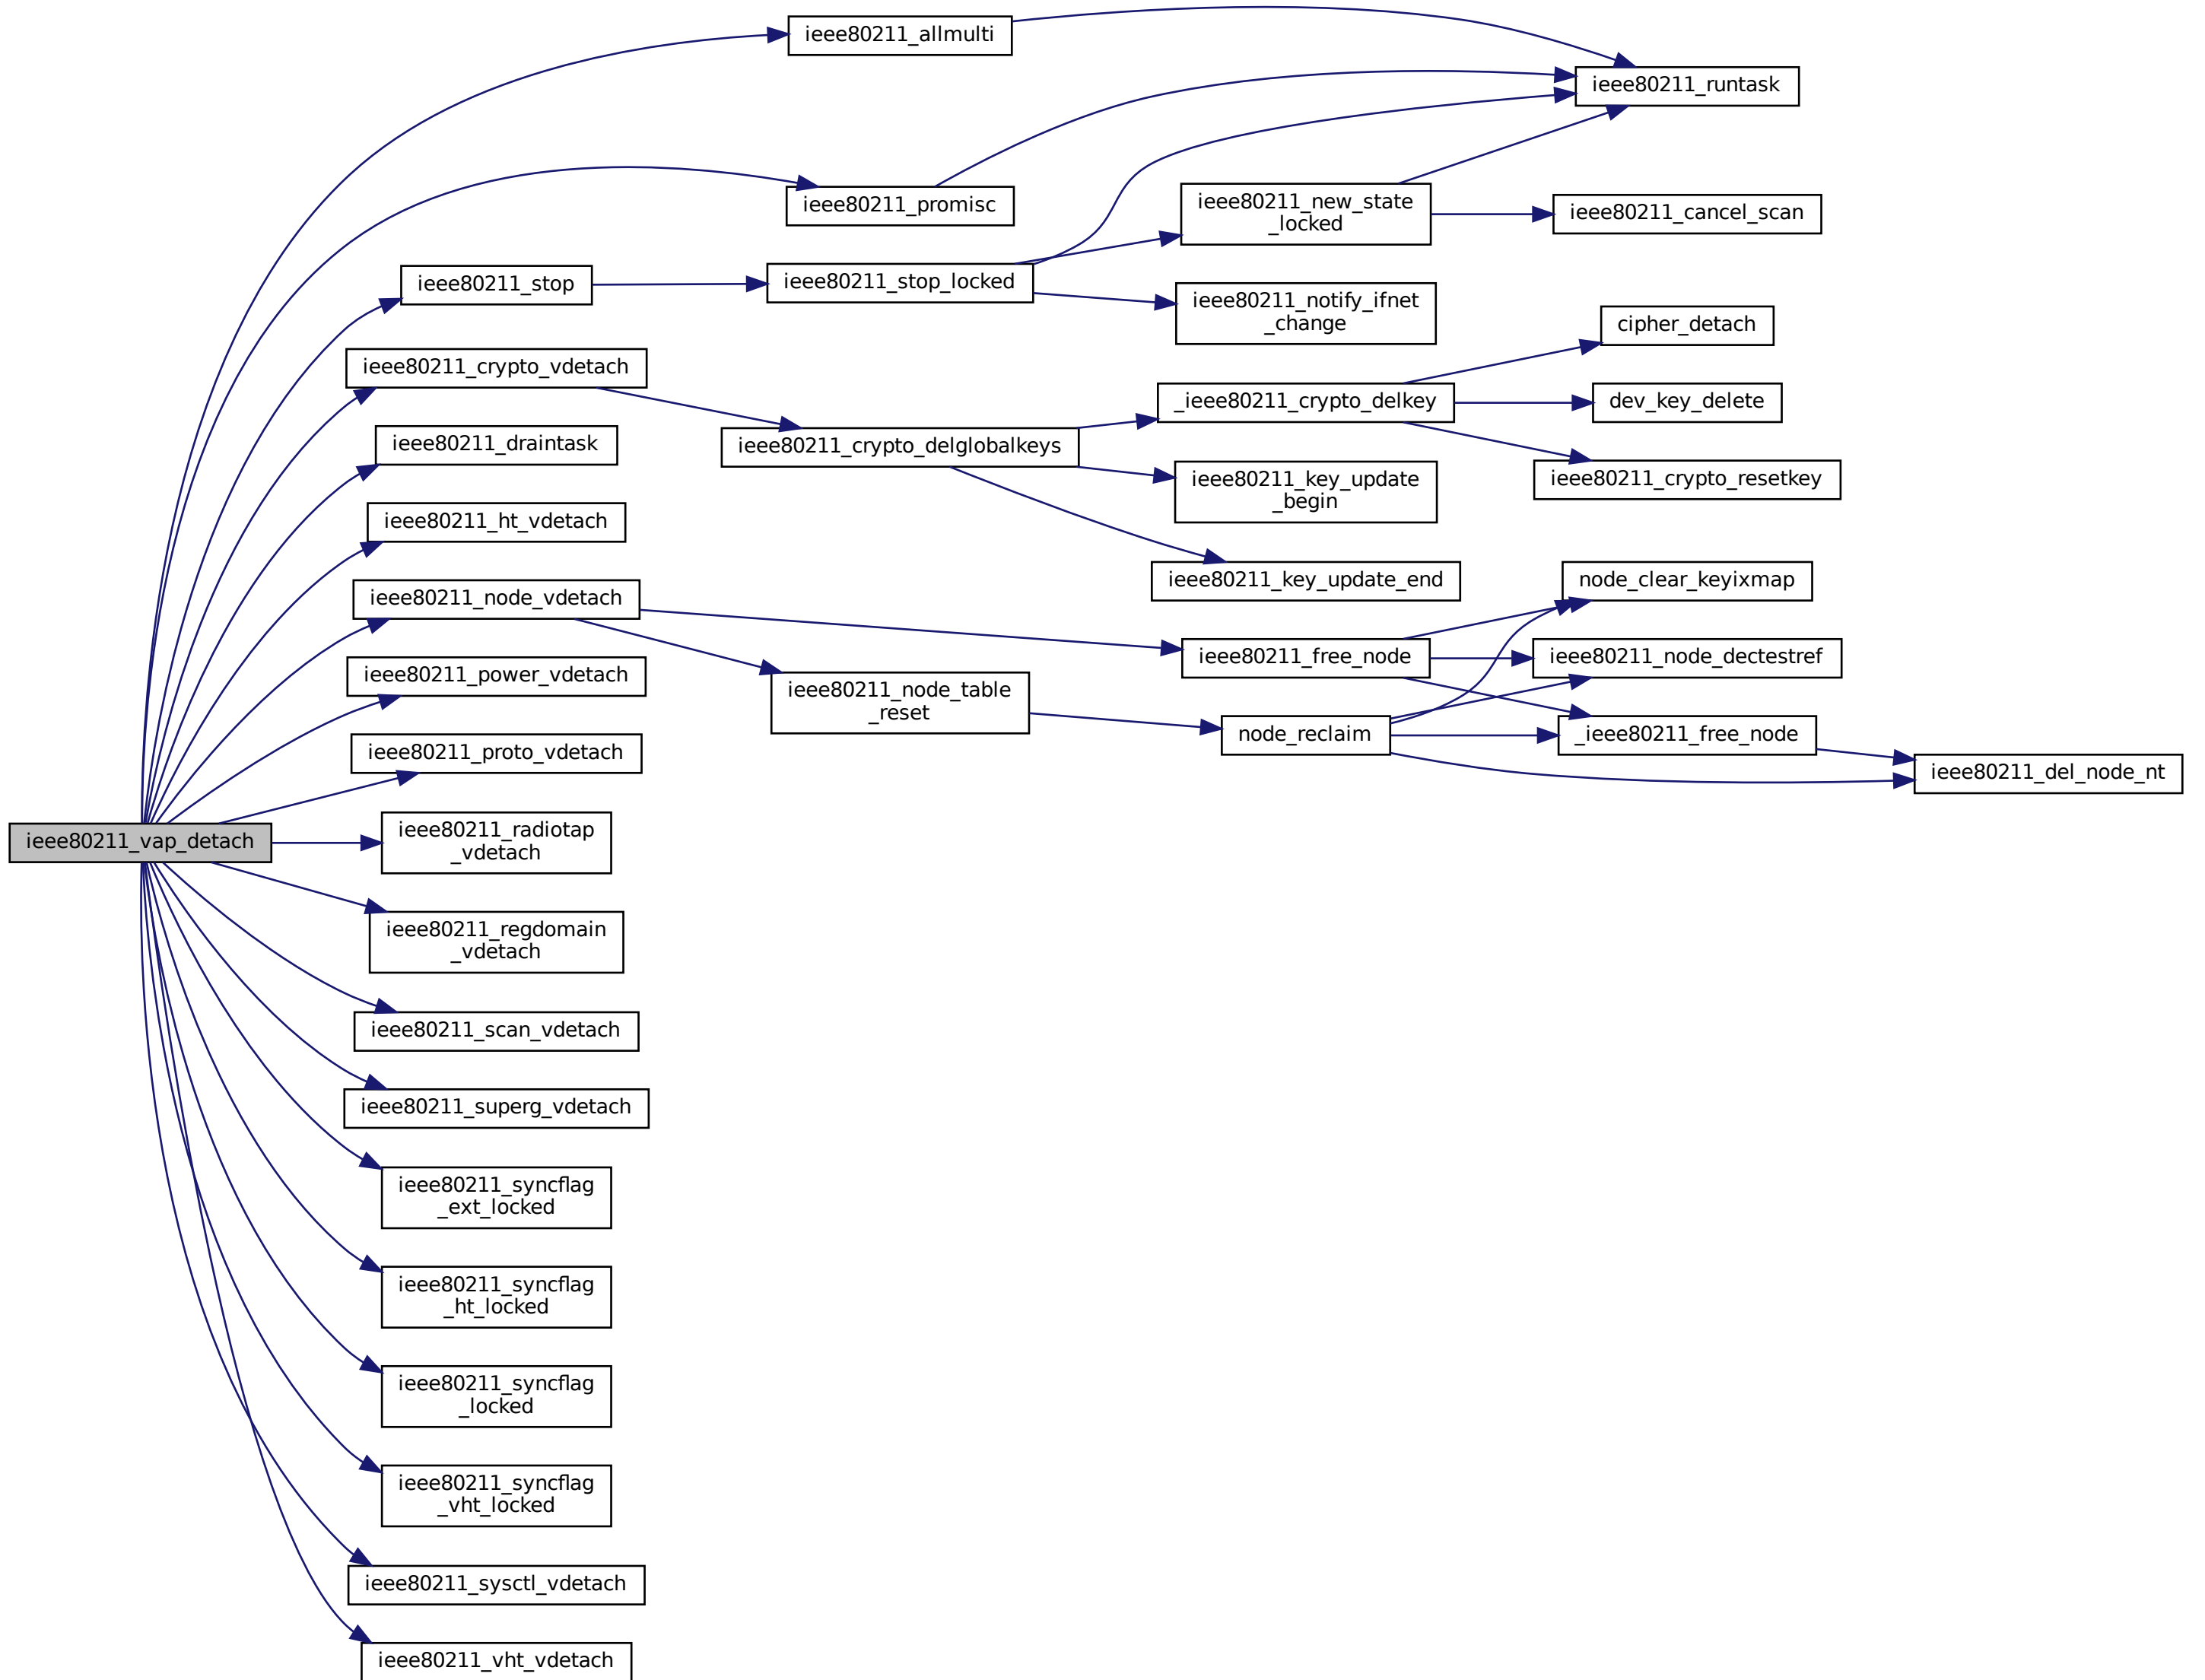 ieee80211_allmulti
ieee80211_runtask
ieee80211_promisc
ieee80211_new_state
_locked
ieee80211_cancel_scan
ieee80211_stop
ieee80211_stop_locked
ieee80211_notify_ifnet
_change
cipher_detach
ieee80211_crypto_vdetach
_ieee80211_crypto_delkey
dev_key_delete
ieee80211_draintask
ieee80211_crypto_delglobalkeys
ieee80211_crypto_resetkey
ieee80211_key_update
_begin
ieee80211_ht_vdetach
ieee80211_key_update_end
node_clear_keyixmap
ieee80211_node_vdetach
ieee80211_free_node
ieee80211_node_dectestref
ieee80211_power_vdetach
ieee80211_node_table
_reset
node_reclaim
_ieee80211_free_node
ieee80211_proto_vdetach
ieee80211_del_node_nt
ieee80211_vap_detach
ieee80211_radiotap
_vdetach
ieee80211_regdomain
_vdetach
ieee80211_scan_vdetach
ieee80211_superg_vdetach
ieee80211_syncflag
_ext_locked
ieee80211_syncflag
_ht_locked
ieee80211_syncflag
_locked
ieee80211_syncflag
_vht_locked
ieee80211_sysctl_vdetach
ieee80211_vht_vdetach